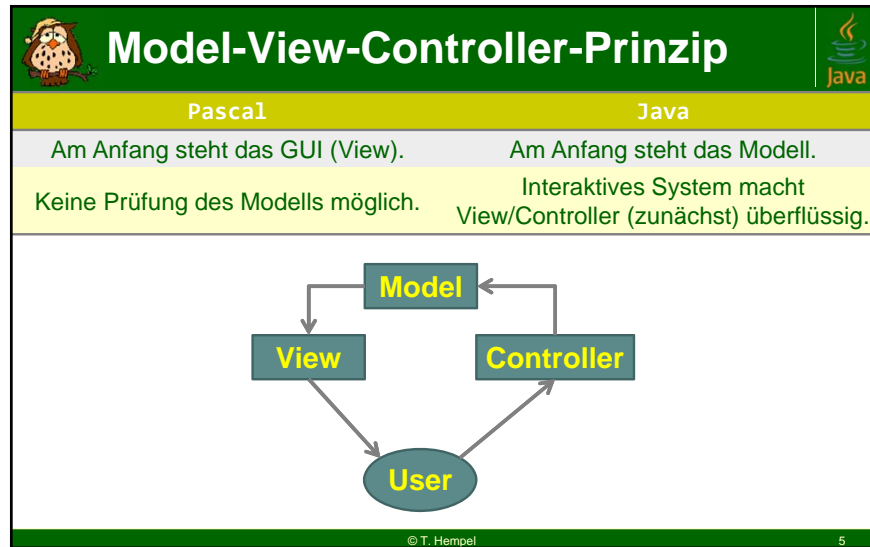 Model-View-Controller-Prinzip
Java
Pascal
Java
Am Anfang steht das GUI (View).
Am Anfang steht das Modell.
Keine Prüfung des Modells möglich.
Interaktives System macht
View/Controller (zunächst) überflüssig.
Model
View
Controller
User
© T. Hempel
5